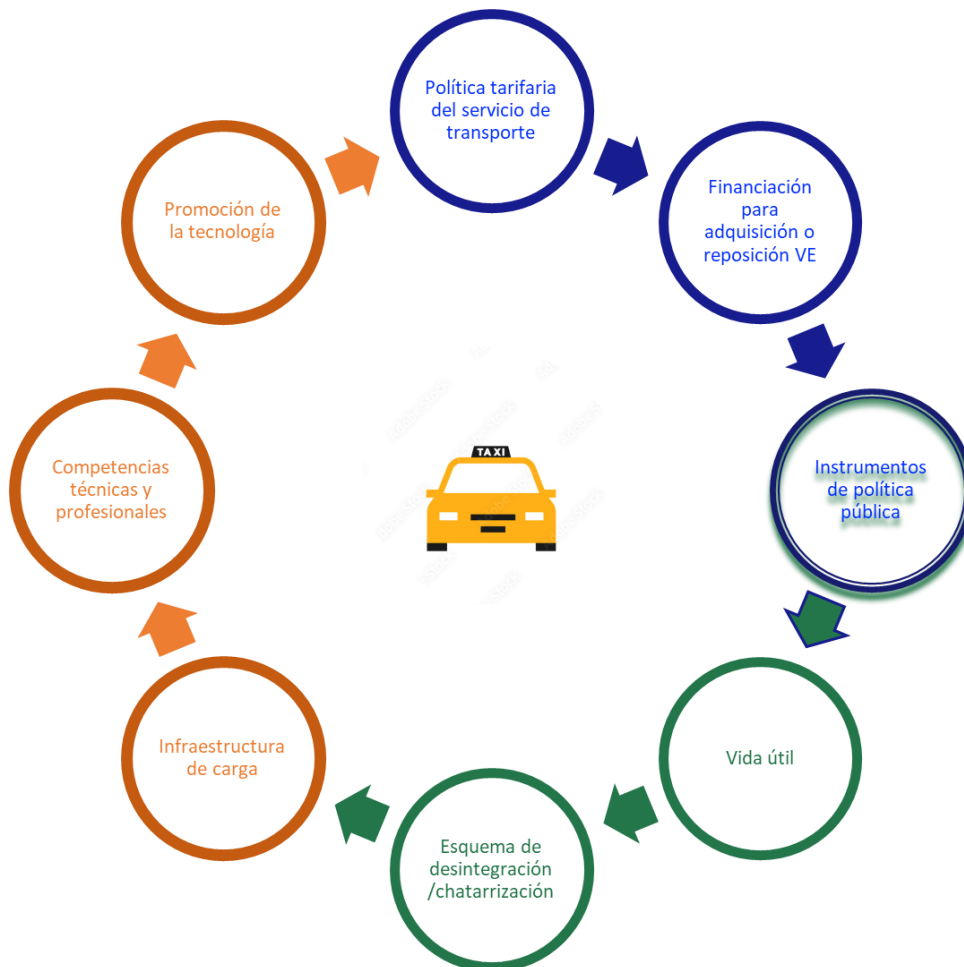 Política tarifaria
del servicio de
transporte
Financiación
para
adquisición o
reposición VE
Instrumentos
de política
pública
Vida útil
Esquema de
desintegración
/chatarrización
Infraestructura
de carga
Competencias
técnicas y
profesionales
Promoción de
la tecnología
TAXI